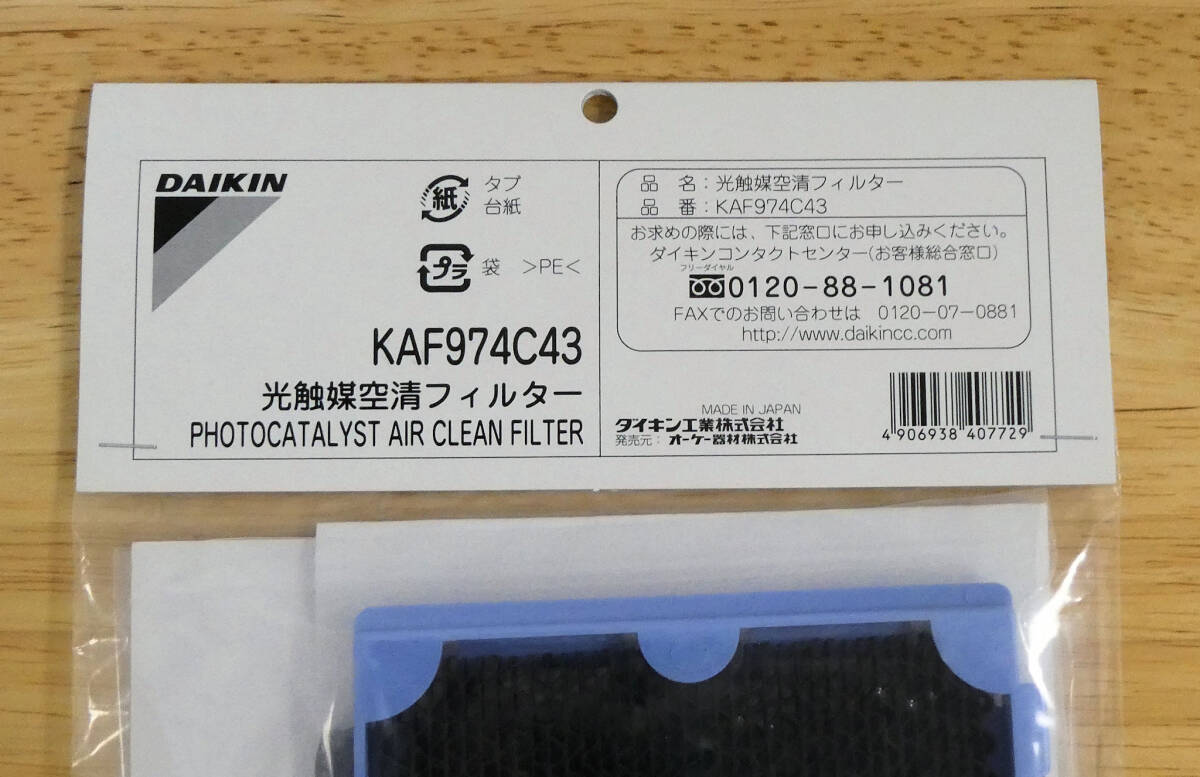 DAIKIN
紙
タブ
台紙
プラ
袋 >PE<
KAF974C43
光触媒空清フィルター
PHOTOCATALYST AIR CLEAN FILTER
品 名:光触媒空清フィルター
品 番:KAF974C43
お求めの際には、下記窓口にお申し込みください。
ダイキンコンタクトセンター(お客様総合窓口)
フリーダイヤル
0120-88-1081
FAXでのお問い合わせは 0120-07-0881
http://www.daikincc.com
MADE IN JAPAN
ダイキン工業株式会社
発売元:オーケー器材株式会社
4 906938 407729